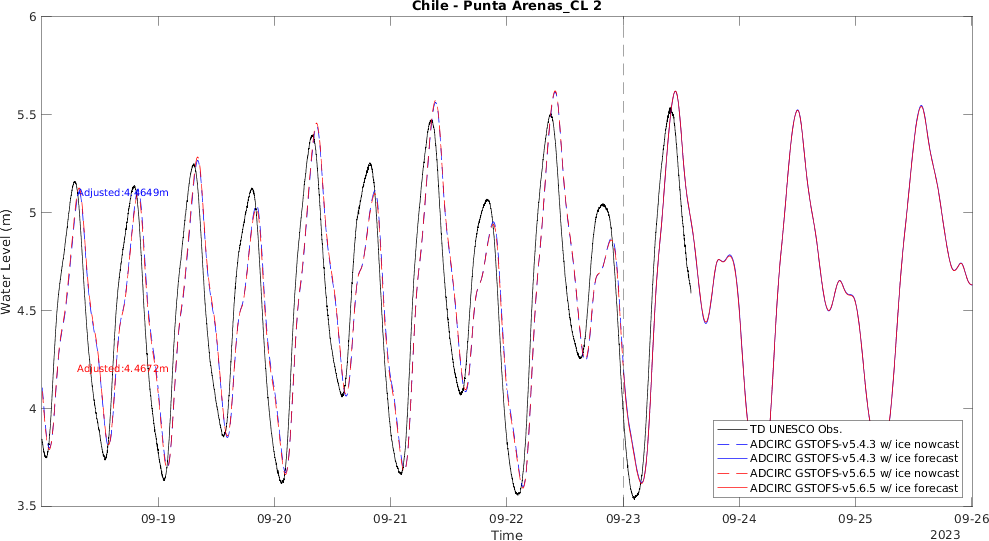 Chile - Punta Arenas_CL 2
6
5.5
5
4.5
4
3.5
Water Level (m)
Adjusted:4.4649m
Adjusted:4.4672m
TD UNESCO Obs.
ADCIRC GSTOFS-v5.4.3 w/ ice nowcast
ADCIRC GSTOFS-v5.4.3 w/ ice forecast
ADCIRC GSTOFS-v5.6.5 w/ ice nowcast
ADCIRC GSTOFS-v5.6.5 w/ ice forecast
09-19
09-20
09-21
09-22
09-23
09-24
09-25
09-26
Time
2023